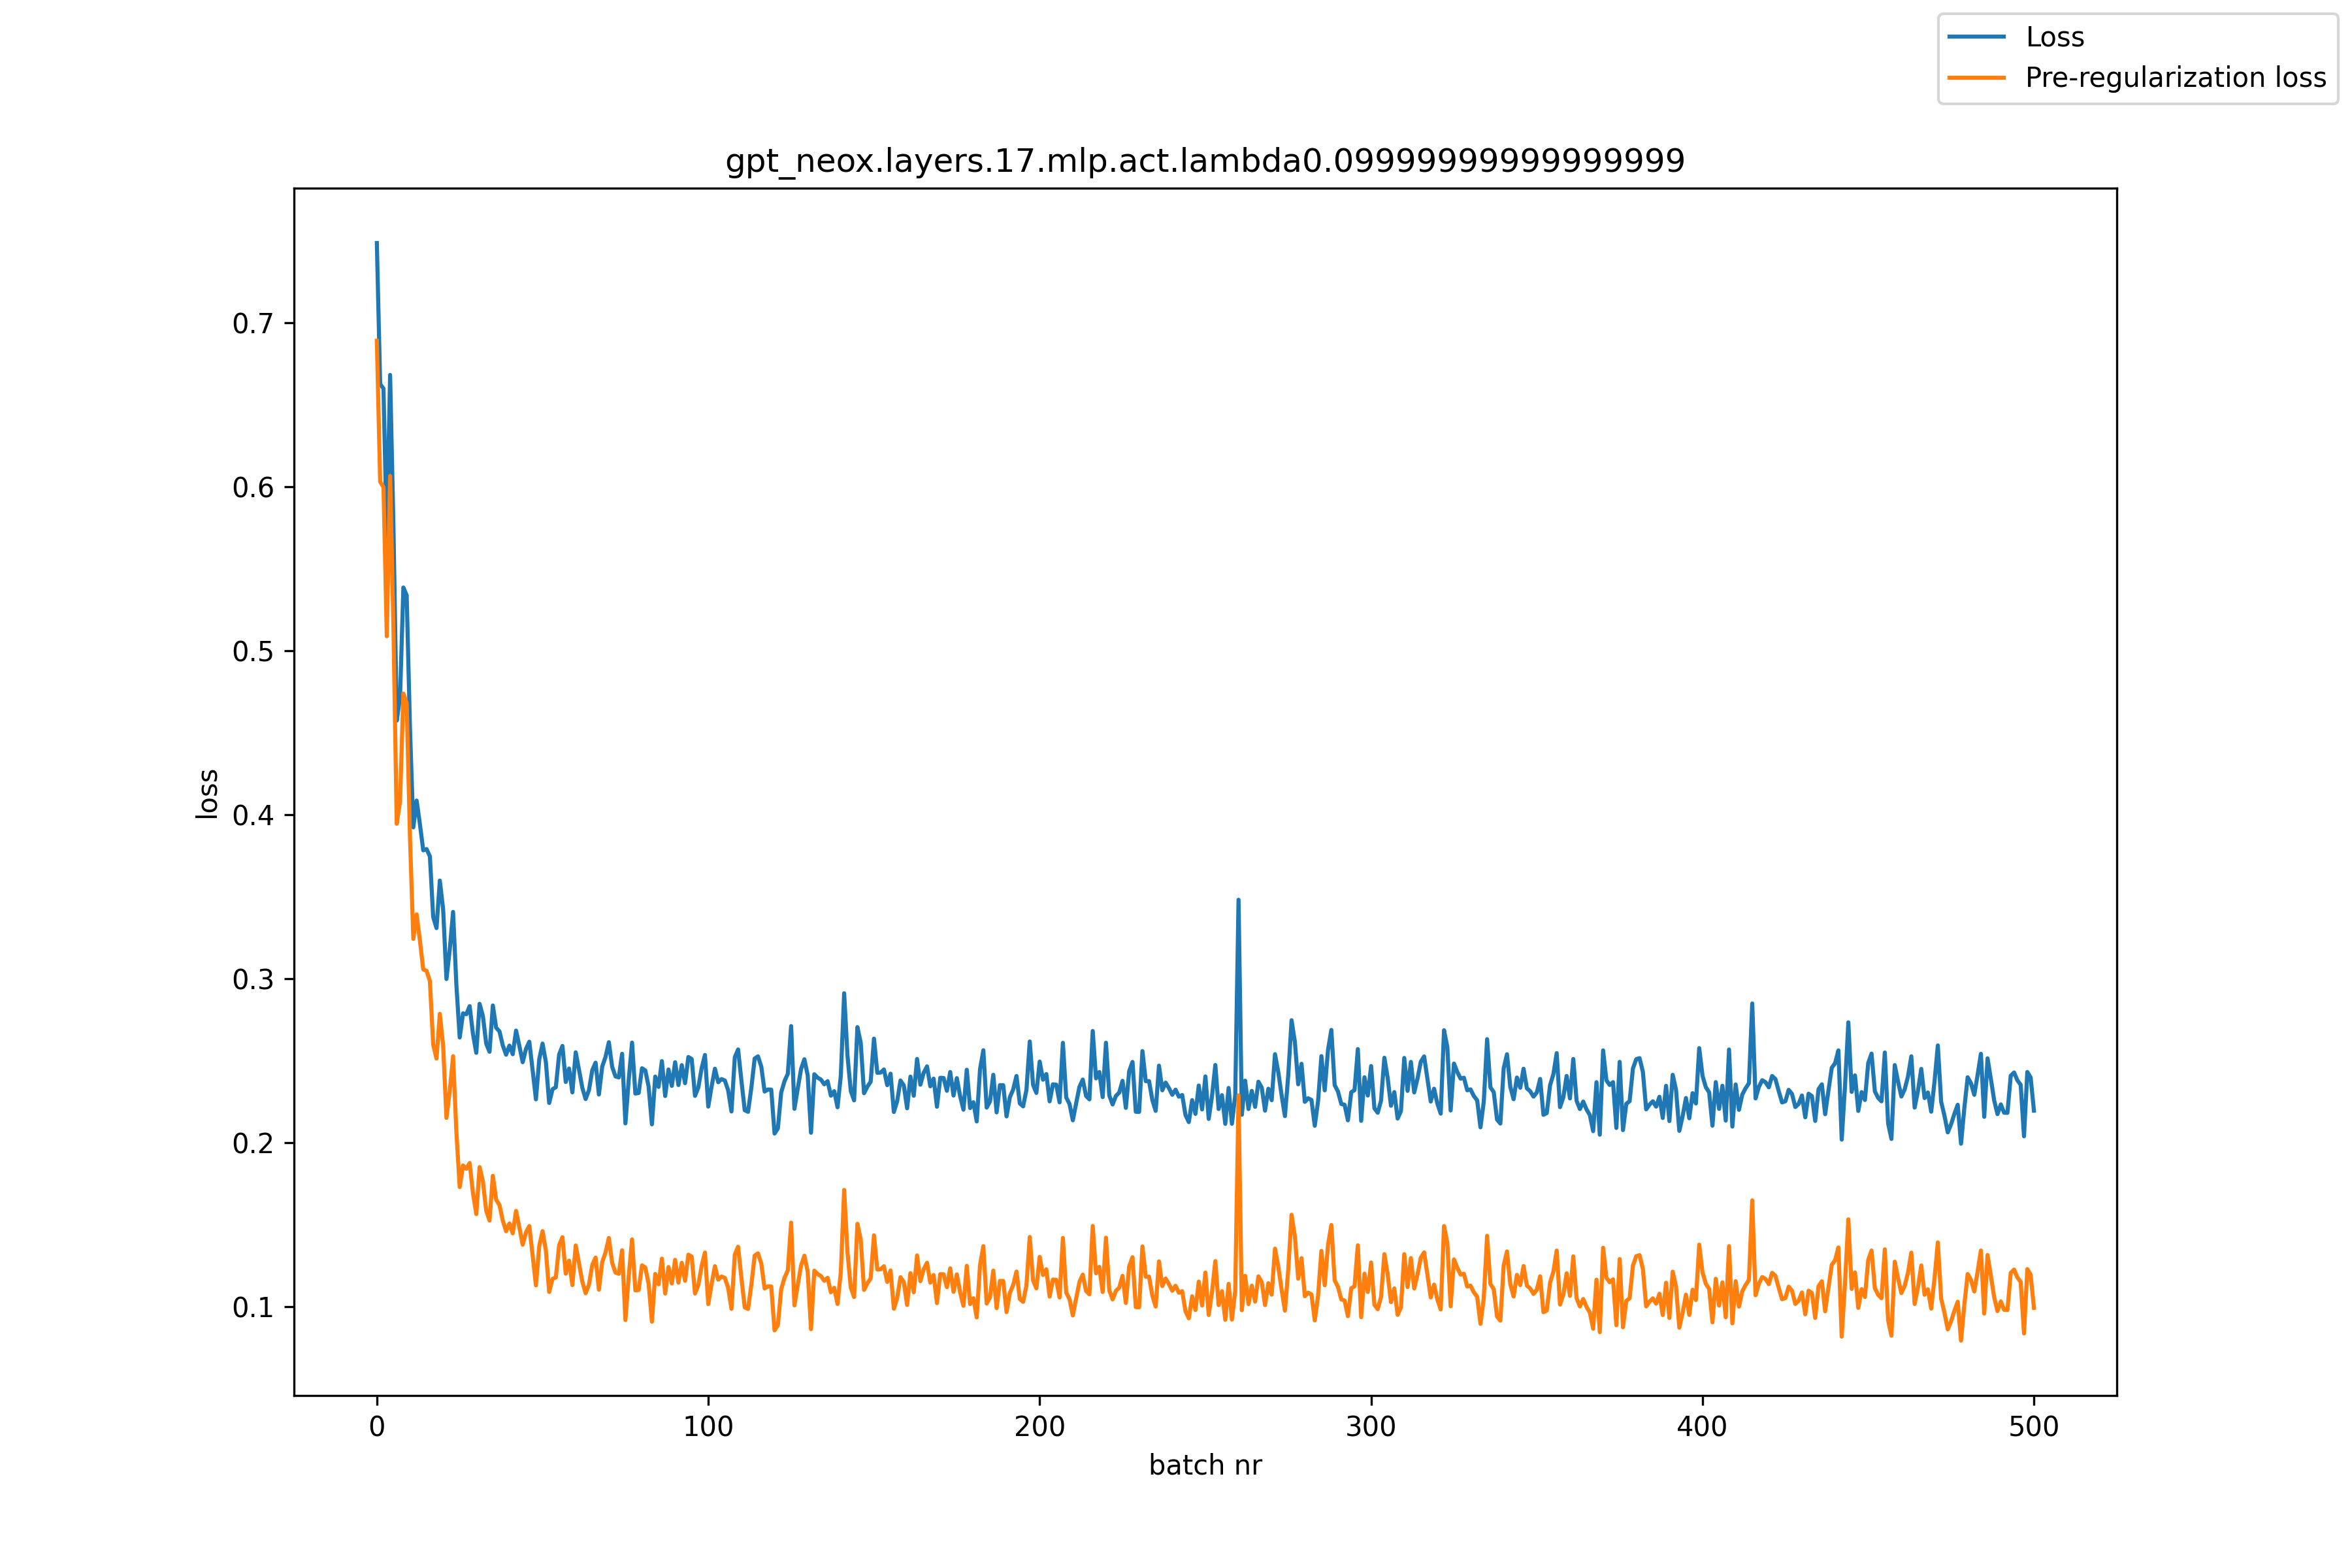 Loss
Pre-regularization loss
gpt_neox.layers.17.mlp.act.lambda0.09999999999999999
0.7
0.6
0.5
0.4
0.3
0.2
0.1
loss
0
100
200
300
400
500
batch nr